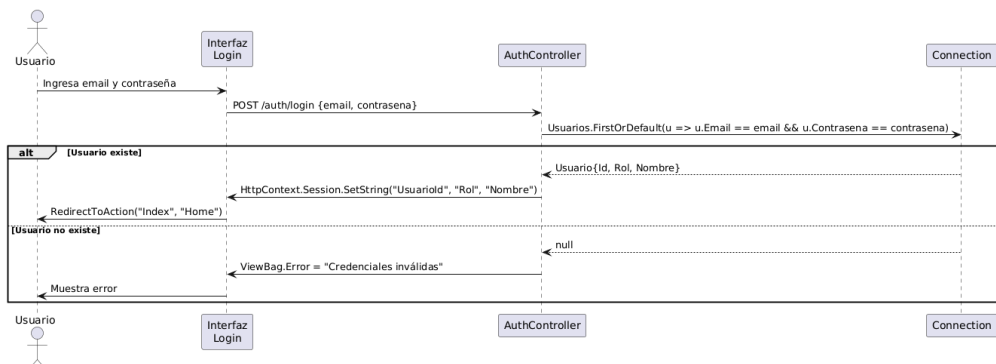 Usuario
Interfaz
Login
AuthController
Connection
Ingresa email y contraseña
POST /auth/login {email, contrasena}
Usuarios.FirstOrDefault(u => u.Email == email && u.Contrasena == contrasena)
alt [Usuario existe]
Usuario{Id, Rol, Nombre}
HttpContext.Session.SetString("UsuarioId", "Rol", "Nombre")
RedirectToAction("Index", "Home")
[Usuario no existe]
null
ViewBag.Error = "Credenciales inválidas"
Muestra error
Usuario
Interfaz
Login
AuthController
Connection